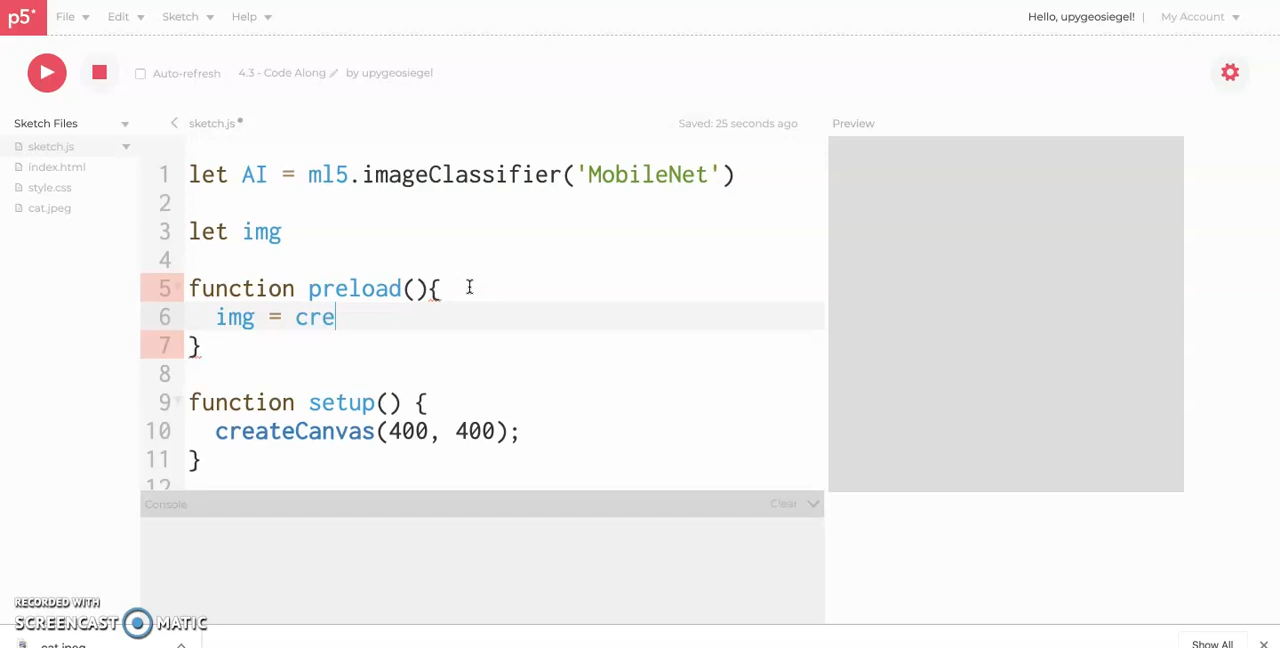 p5* File Edit Sketch Help Hello, upygeosiegel! | My Account
Auto-refresh 4.3 - Code Along by upygeosiegel
Sketch Files sketch.js Saved: 25 seconds ago Preview
sketch.js
index.html
style.css
cat.jpeg
1 let AI = ml5.imageClassifier('MobileNet')
2
3 let img
4
5 function preload(){
6 img = cre
7 }
8
9 function setup() {
10 createCanvas(400, 400);
11 }
12
Console Clear
RECORDED WITH
SCREENCAST MATIC
cat.jpeg Show All